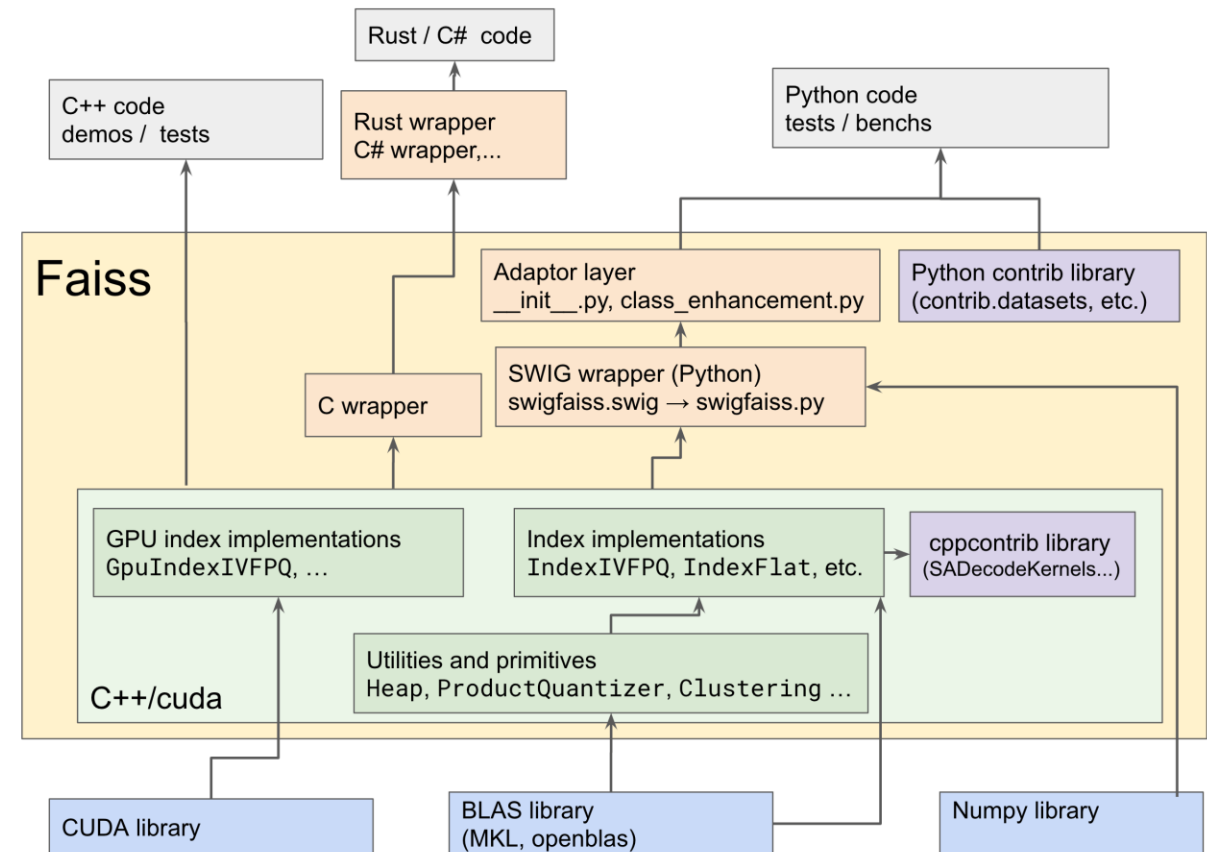 Rust / C#  code
C++ code
demos /  tests
Rust wrapper
C# wrapper,...
Python code
tests / benchs
Faiss
Adaptor layer
__init__.py, class_enhancement.py
Python contrib library
(contrib.datasets, etc.)
SWIG wrapper (Python)
swigfaiss.swig → swigfaiss.py
C wrapper
GPU index implementations
GpuIndexIVFPQ, …
Index implementations
IndexIVFPQ, IndexFlat, etc.
cppcontrib library
(SADecodeKernels...)
Utilities and primitives
Heap, ProductQuantizer, Clustering …
C++/cuda
CUDA library
BLAS library
(MKL, openblas)
Numpy library